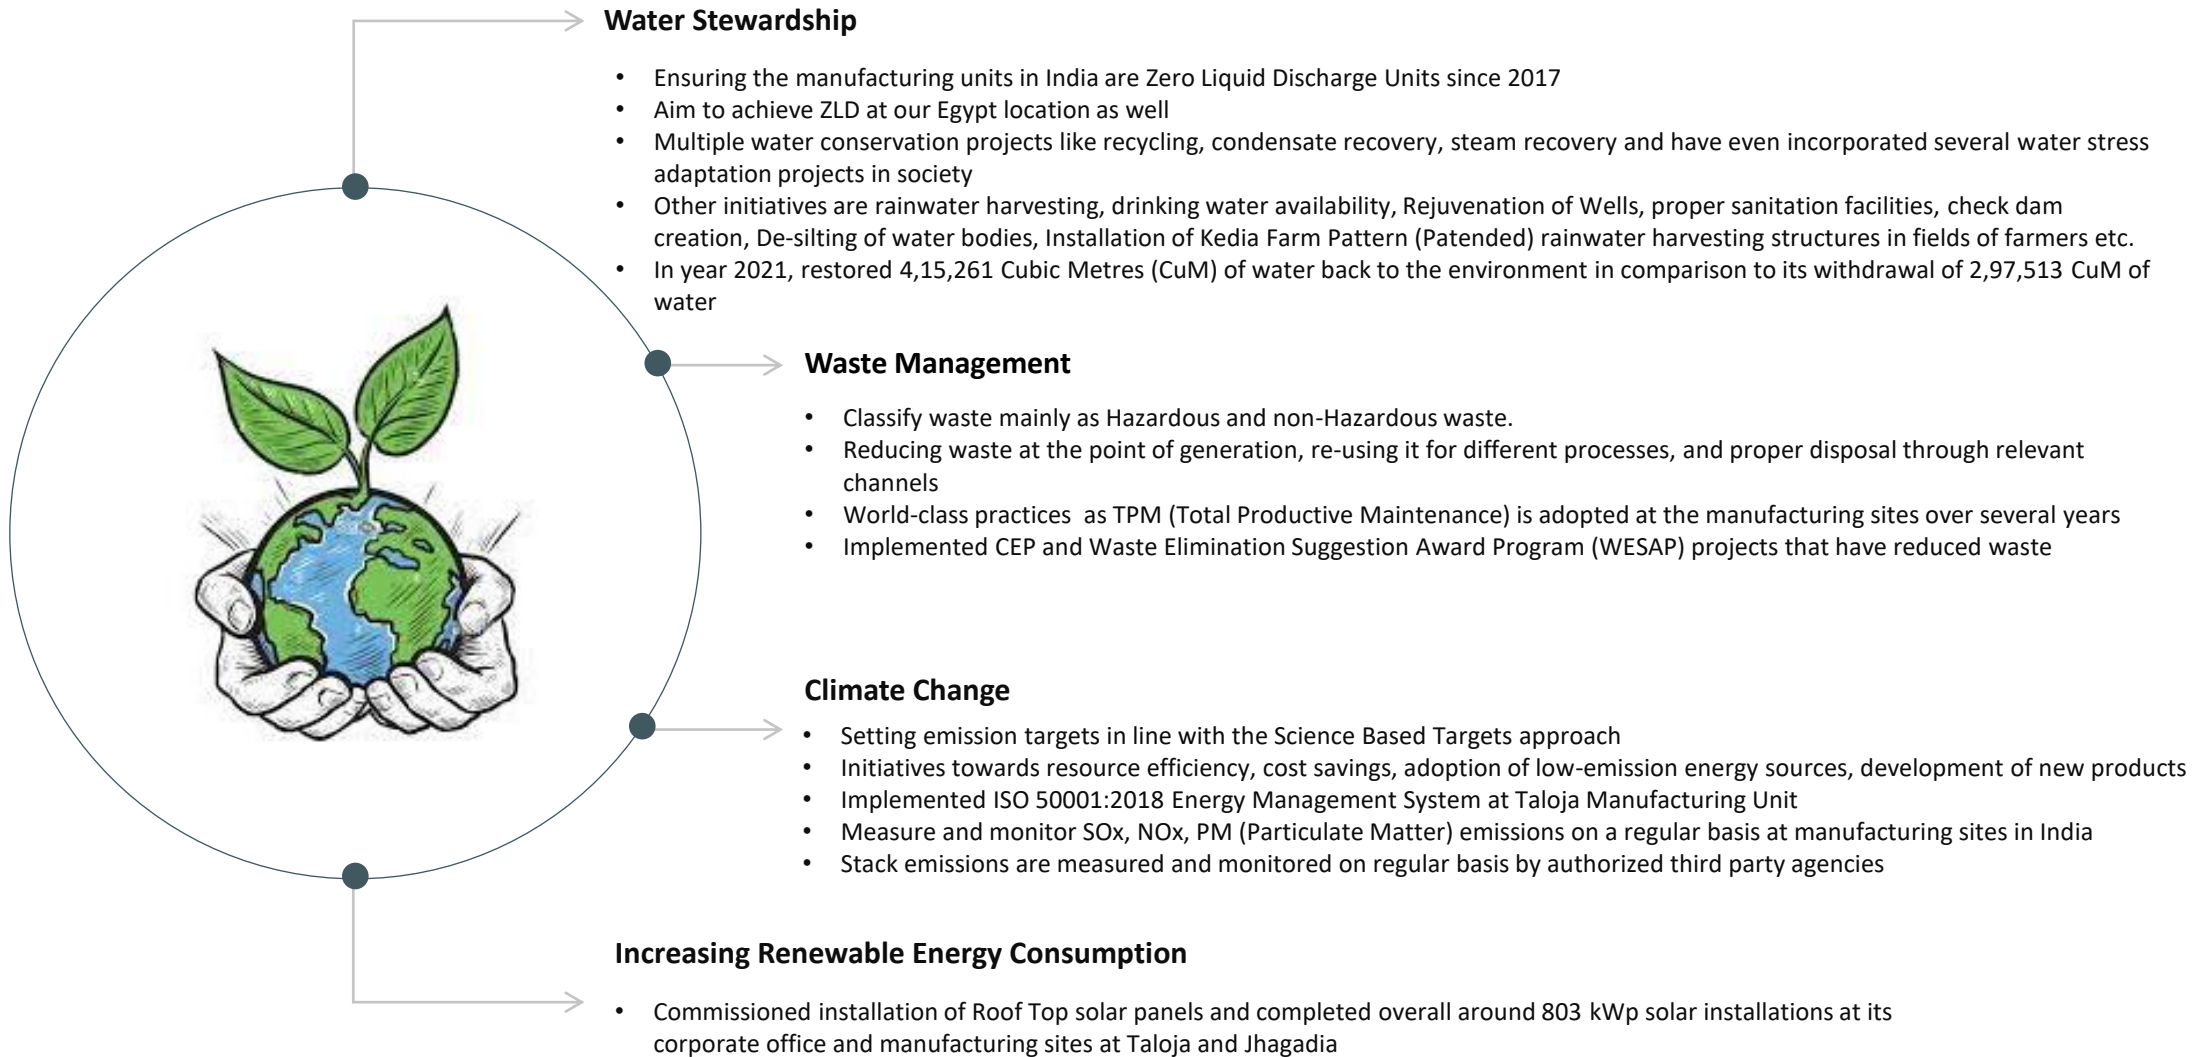 Water Stewardship
• Ensuring the manufacturing units in India are Zero Liquid Discharge Units since 2017
• Aim to achieve ZLD at our Egypt location as well
• Multiple water conservation projects like recycling, condensate recovery, steam recovery and have even incorporated several water stress
adaptation projects in society
• Other initiatives are rainwater harvesting, drinking water availability, Rejuvenation of Wells, proper sanitation facilities, check dam
creation, De-silting of water bodies, Installation of Kedia Farm Pattern (Patended) rainwater harvesting structures in fields of farmers etc.
• In year 2021, restored 4,15,261 Cubic Metres (CuM) of water back to the environment in comparison to its withdrawal of 2,97,513 CuM of
water
Waste Management
• Classify waste mainly as Hazardous and non-Hazardous waste.
• Reducing waste at the point of generation, re-using it for different processes, and proper disposal through relevant
channels
• World-class practices as TPM (Total Productive Maintenance) is adopted at the manufacturing sites over several years
• Implemented CEP and Waste Elimination Suggestion Award Program (WESAP) projects that have reduced waste
Climate Change
• Setting emission targets in line with the Science Based Targets approach
• Initiatives towards resource efficiency, cost savings, adoption of low-emission energy sources, development of new products
• Implemented ISO 50001:2018 Energy Management System at Taloja Manufacturing Unit
• Measure and monitor SOx, NOx, PM (Particulate Matter) emissions on a regular basis at manufacturing sites in India
• Stack emissions are measured and monitored on regular basis by authorized third party agencies
Increasing Renewable Energy Consumption
• Commissioned installation of Roof Top solar panels and completed overall around 803 kWp solar installations at its
corporate office and manufacturing sites at Taloja and Jhagadia